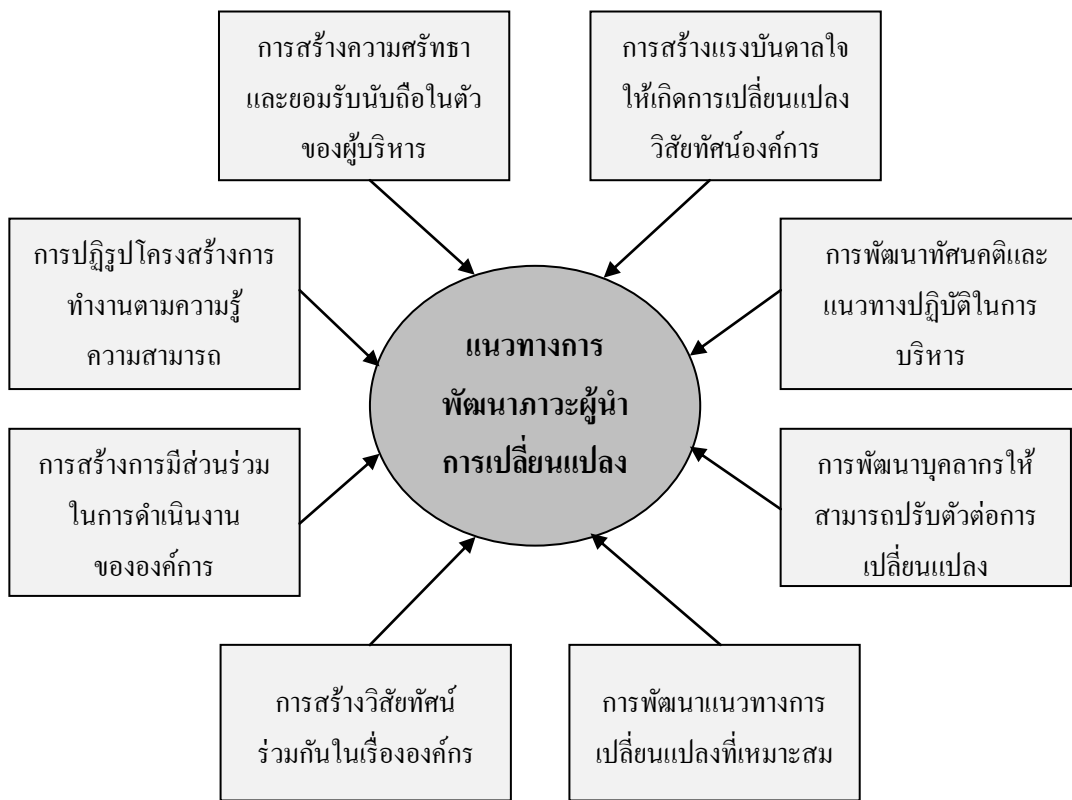 การสร้างความศรัทธา
และยอมรับนับถือในตัว
ของผู้บริหาร
การสร้างแรงบันดาลใจ
ให้เกิดการเปลี่ยนแปลง
วิสัยทัศน์องค์การ
การปฏิรูปโครงสร้างการ
ทำงานตามความรู้
ความสามารถ
แนวทางการ
พัฒนาภาวะผู้นำ
การเปลี่ยนแปลง
การพัฒนาทัศนคติและ
แนวทางปฏิบัติในการ
บริหาร
การสร้างการมีส่วนร่วม
ในการดำเนินงาน
ขององค์การ
การพัฒนาบุคลากรให้
สามารถปรับตัวต่อการ
เปลี่ยนแปลง
การสร้างวิสัยทัศน์
ร่วมกันในเรื่ององค์กร
การพัฒนาแนวทางการ
เปลี่ยนแปลงที่เหมาะสม